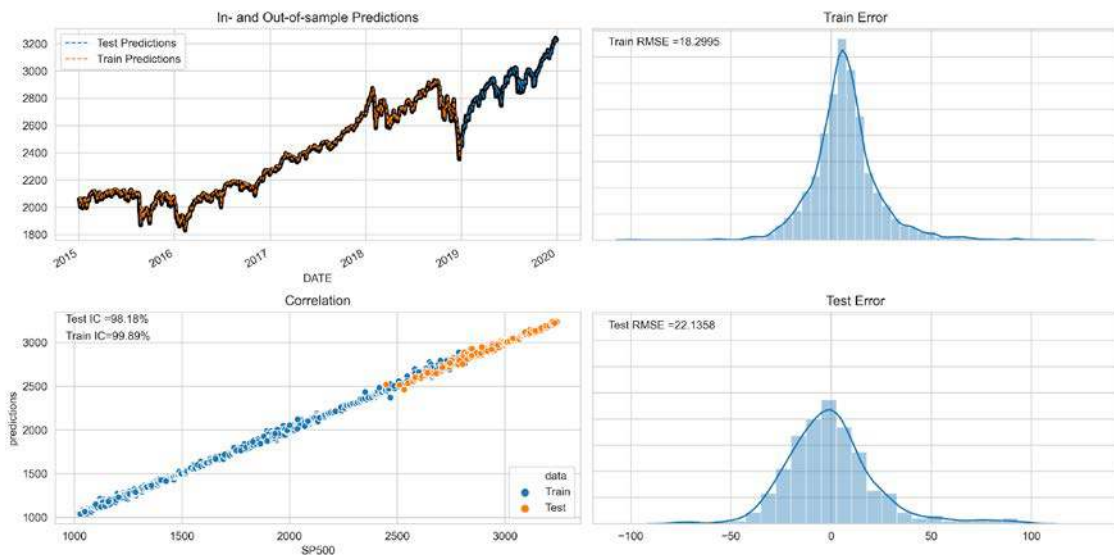 In- and Out-of-sample Predictions
Test Predictions
Train Predictions
3200
3000
2800
2600
2400
2200
2000
1800
2015
2016
2017
2018
2019
2020
DATE
Train Error
Train RMSE =18.2995
Correlation
Test IC =98.18%
Train IC=99.89%
predictions
3000
2500
2000
1500
1000
1000
1500
2000
2500
3000
SP500
data
Train
Test
Test Error
Test RMSE =22.1358
−100
−50
0
50
100